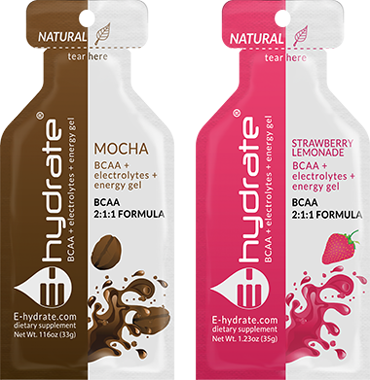 NATURAL
tear here
E-hydrate®
BCAA + electrolytes + energy gel
MOCHA
BCAA +
electrolytes +
energy gel
BCAA
2:1:1 FORMULA
E-hydrate.com
dietary supplement
Net Wt. 116oz (33g)
NATURAL
tear here
E-hydrate®
BCAA + electrolytes + energy gel
STRAWBERRY
LEMONADE
BCAA +
electrolytes +
energy gel
BCAA
2:1:1 FORMULA
E-hydrate.com
dietary supplement
Net Wt. 1.23oz (35g)